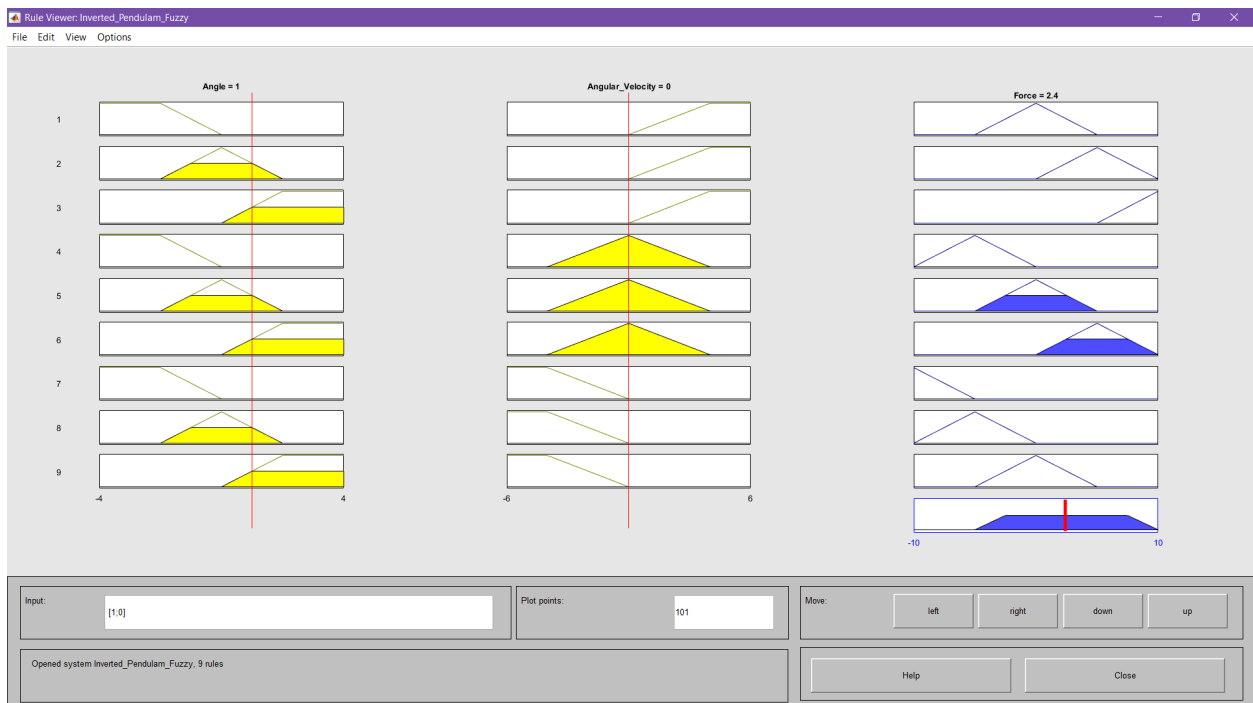 Rule Viewer: Inverted_Pendulam_Fuzzy
File Edit View Options
Angle = 1
Angular_Velocity = 0
Force = 2.4
1
2
3
4
5
6
7
8
9
-4 4
-6 6
-10 10
Input:
[1;0]
Plot points:
101
Move:
left right down up
Opened system Inverted_Pendulam_Fuzzy, 9 rules
Help Close